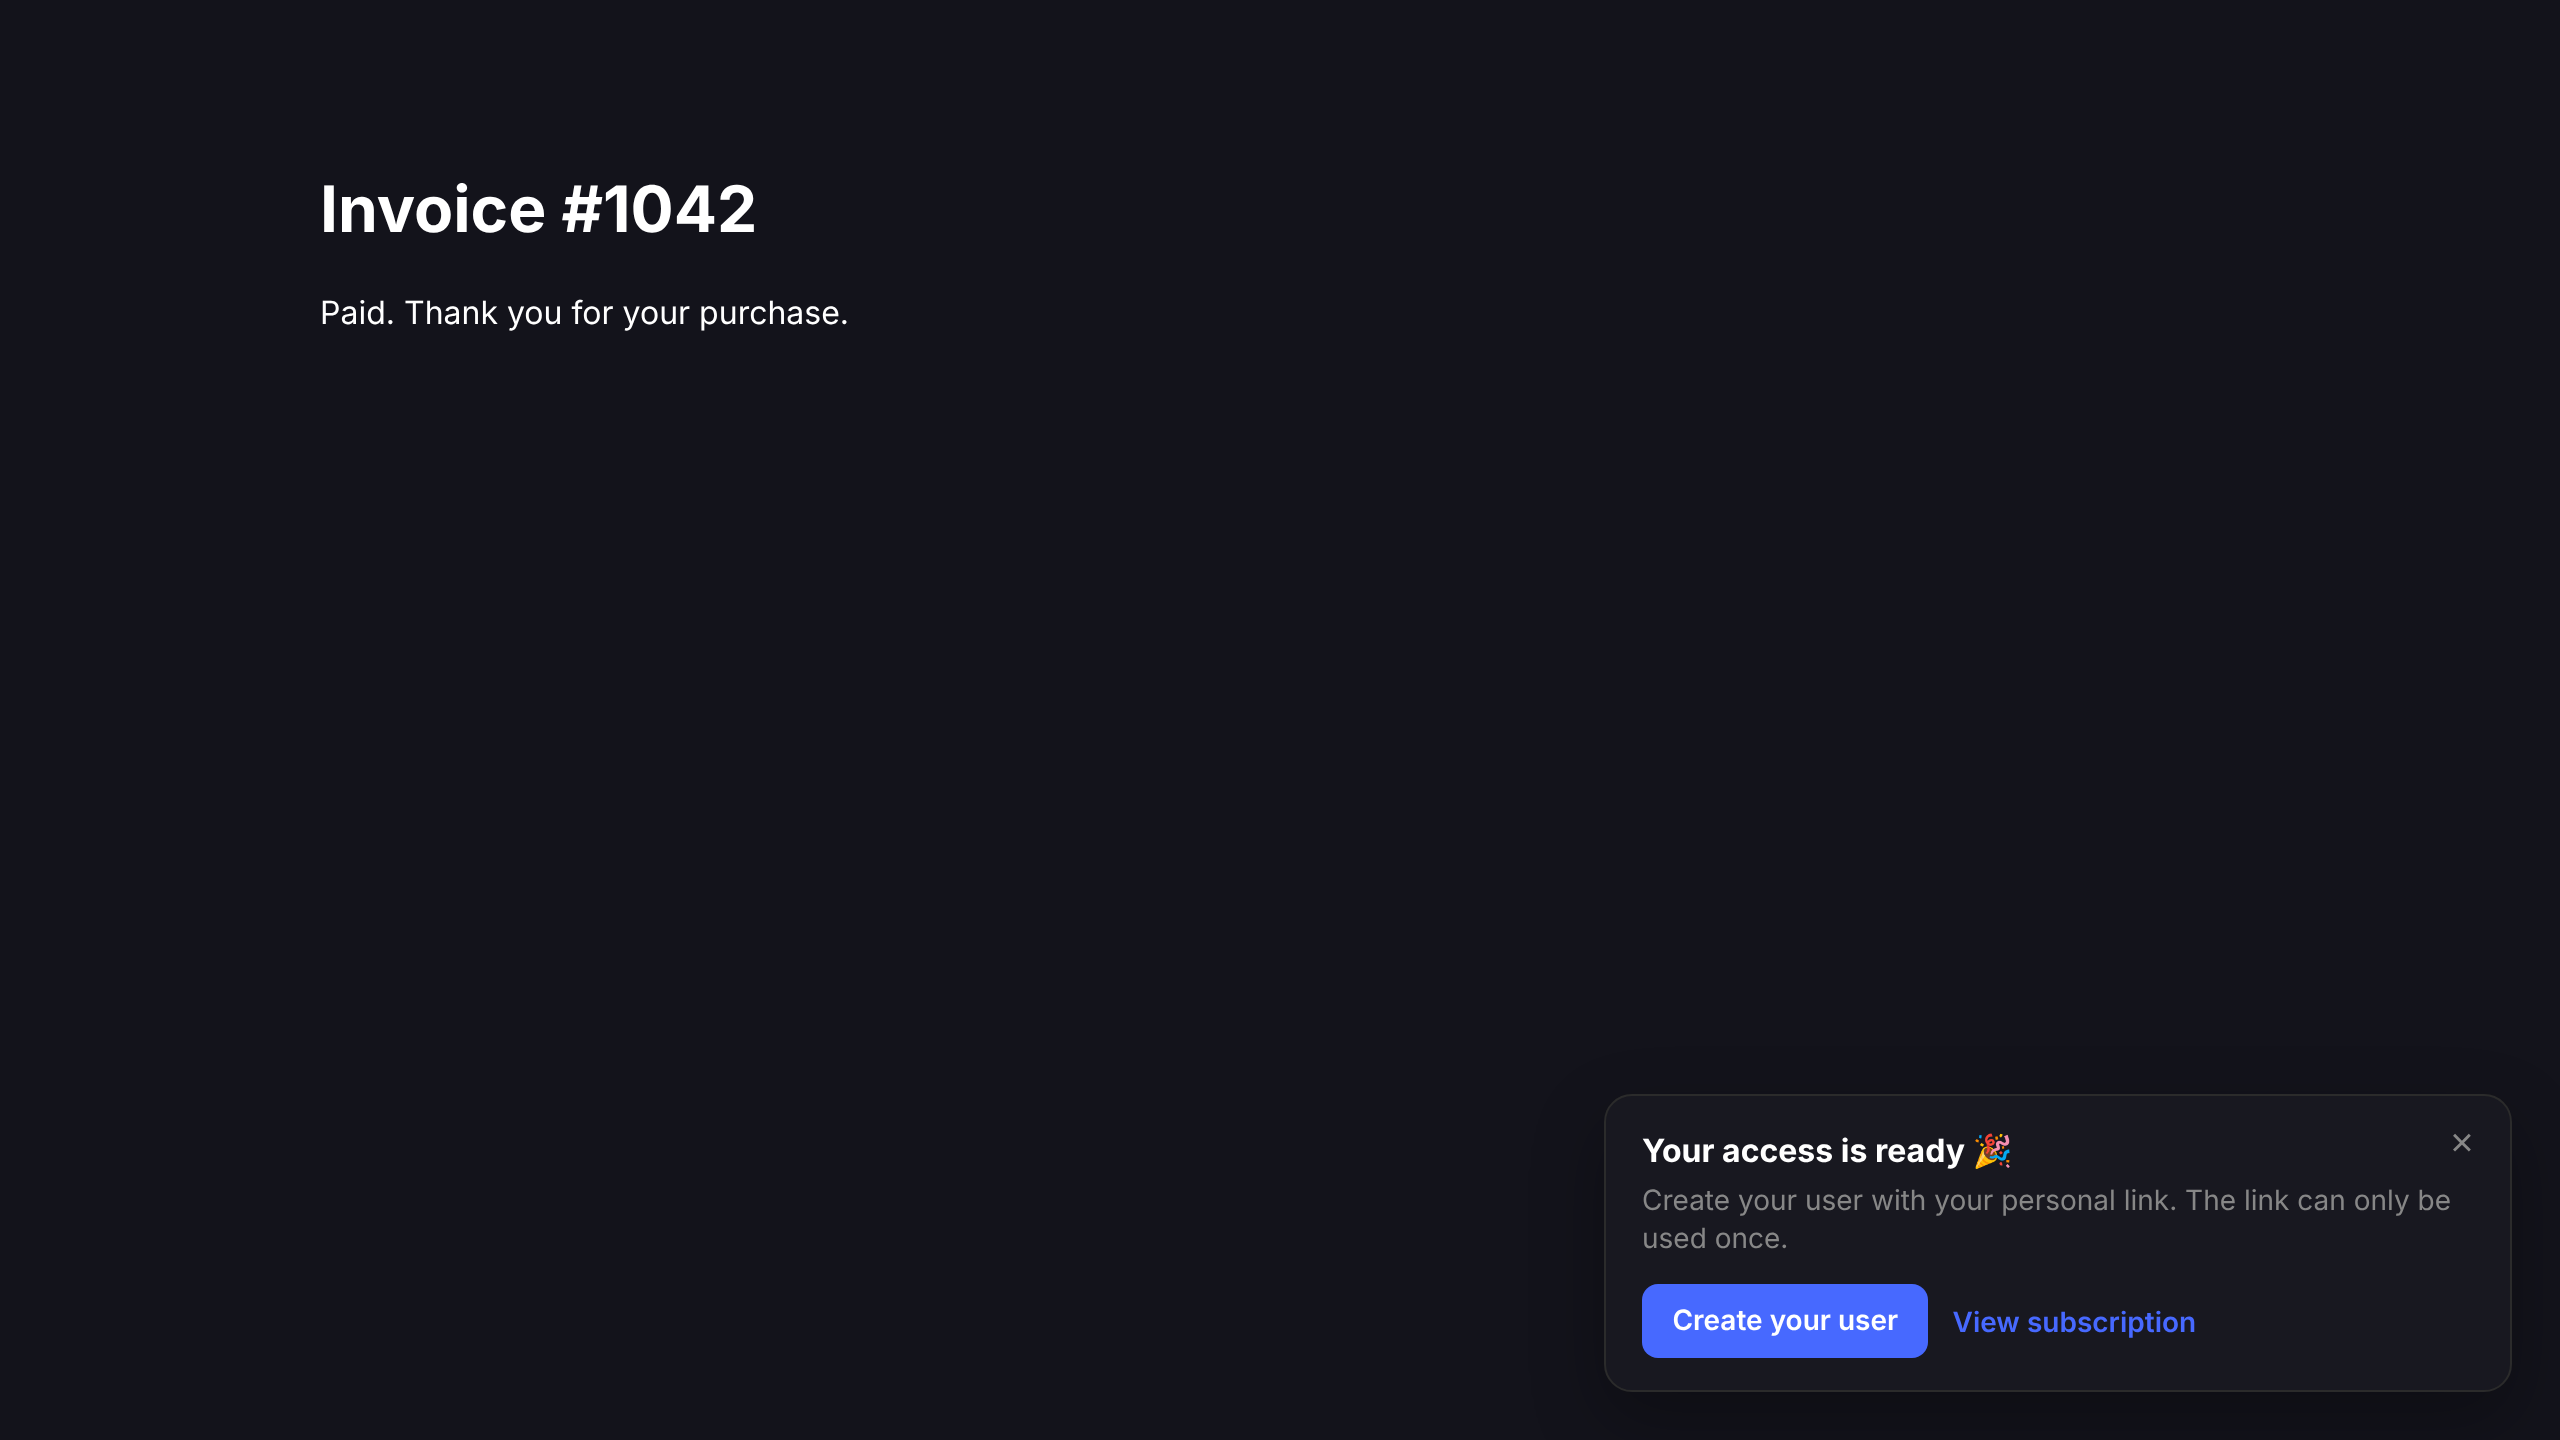 Invoice #1042
Paid. Thank you for your purchase.
Your access is ready 🎉
Create your user with your personal link. The link can only be
used once.
Create your user
View subscription